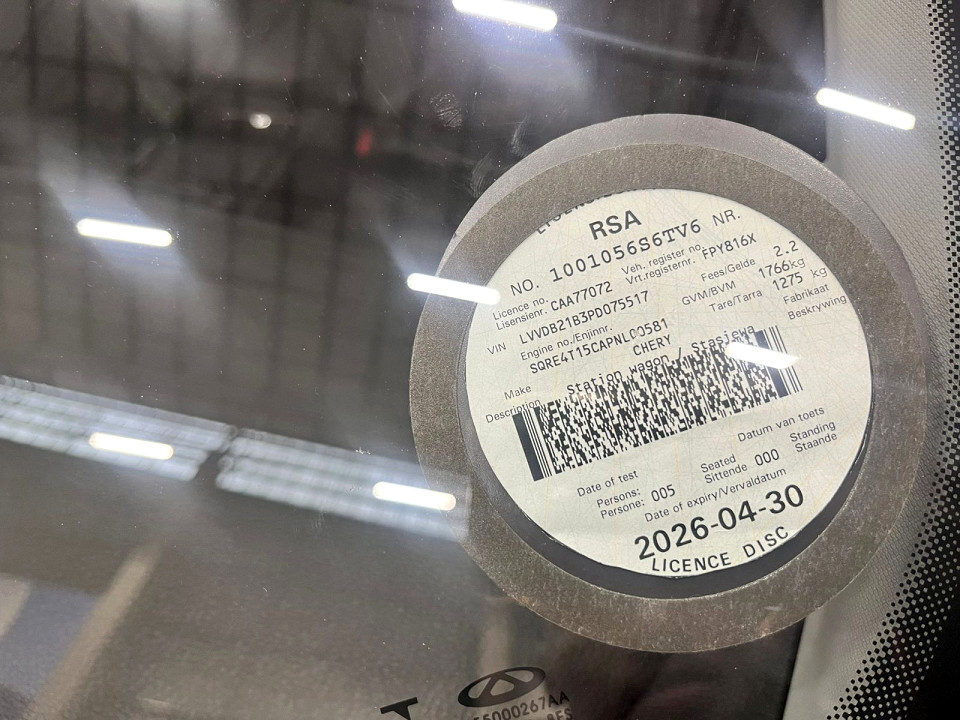 RSA
NO. 1001056S6TV6 NR.
Licence no. CAA77072 Veh. register no. FPY816X
Lisensienr. Vrt.registernr.
VIN LVVDB21B3PD075517 Fees/Gelde 2.2
Engine no./Enjinnr. GVM/BVM 1766kg
SQRE4T15CAPNL00581 Tare/Tarra 1275 kg
Make CHERY Fabrikaat
Description Station wagon / Stasiewa Beskrywing
Date of test Datum van toets
Persons: 005 Seated 000 Standing
Persone: Sittende Staande
Date of expiry/Vervaldatum
2026-04-30
LICENCE DISC
5000267AA